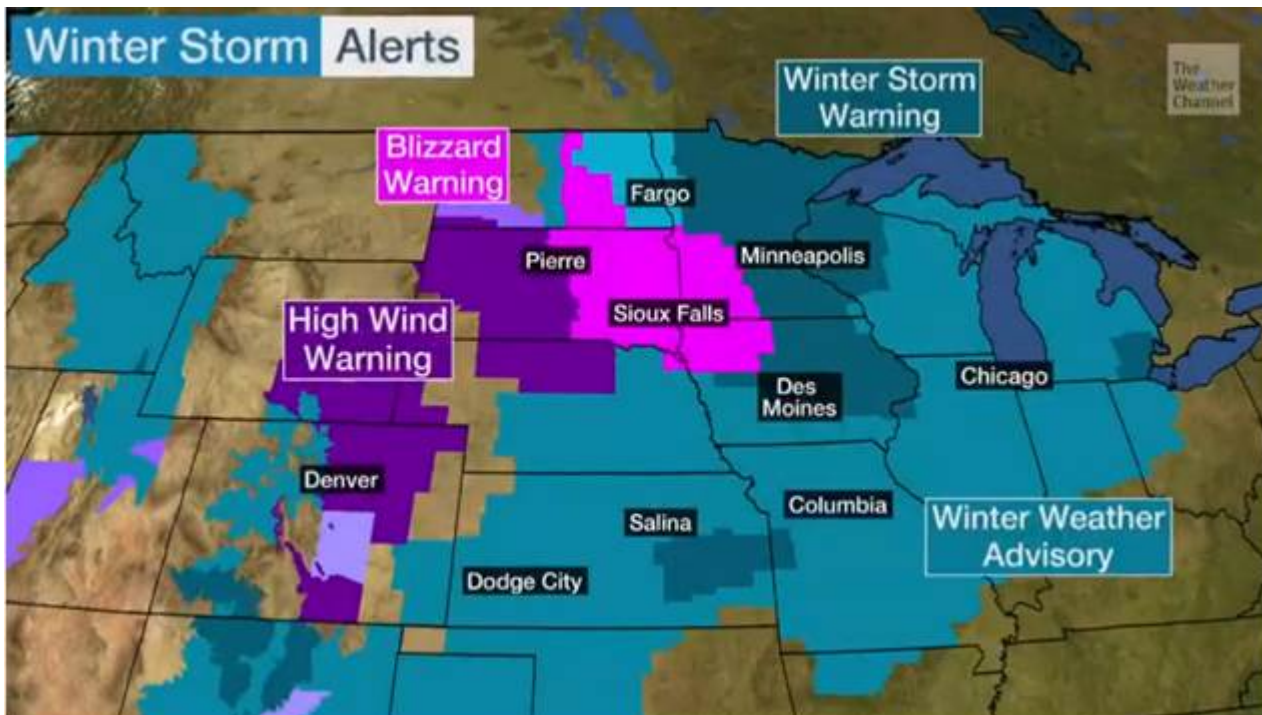 Winter Storm Alerts
The
Weather
Channel
Winter Storm
Warning
Blizzard
Warning
Fargo
Minneapolis
Pierre
Sioux Falls
High Wind
Warning
Chicago
Des
Moines
Denver
Columbia
Salina
Winter Weather
Advisory
Dodge City